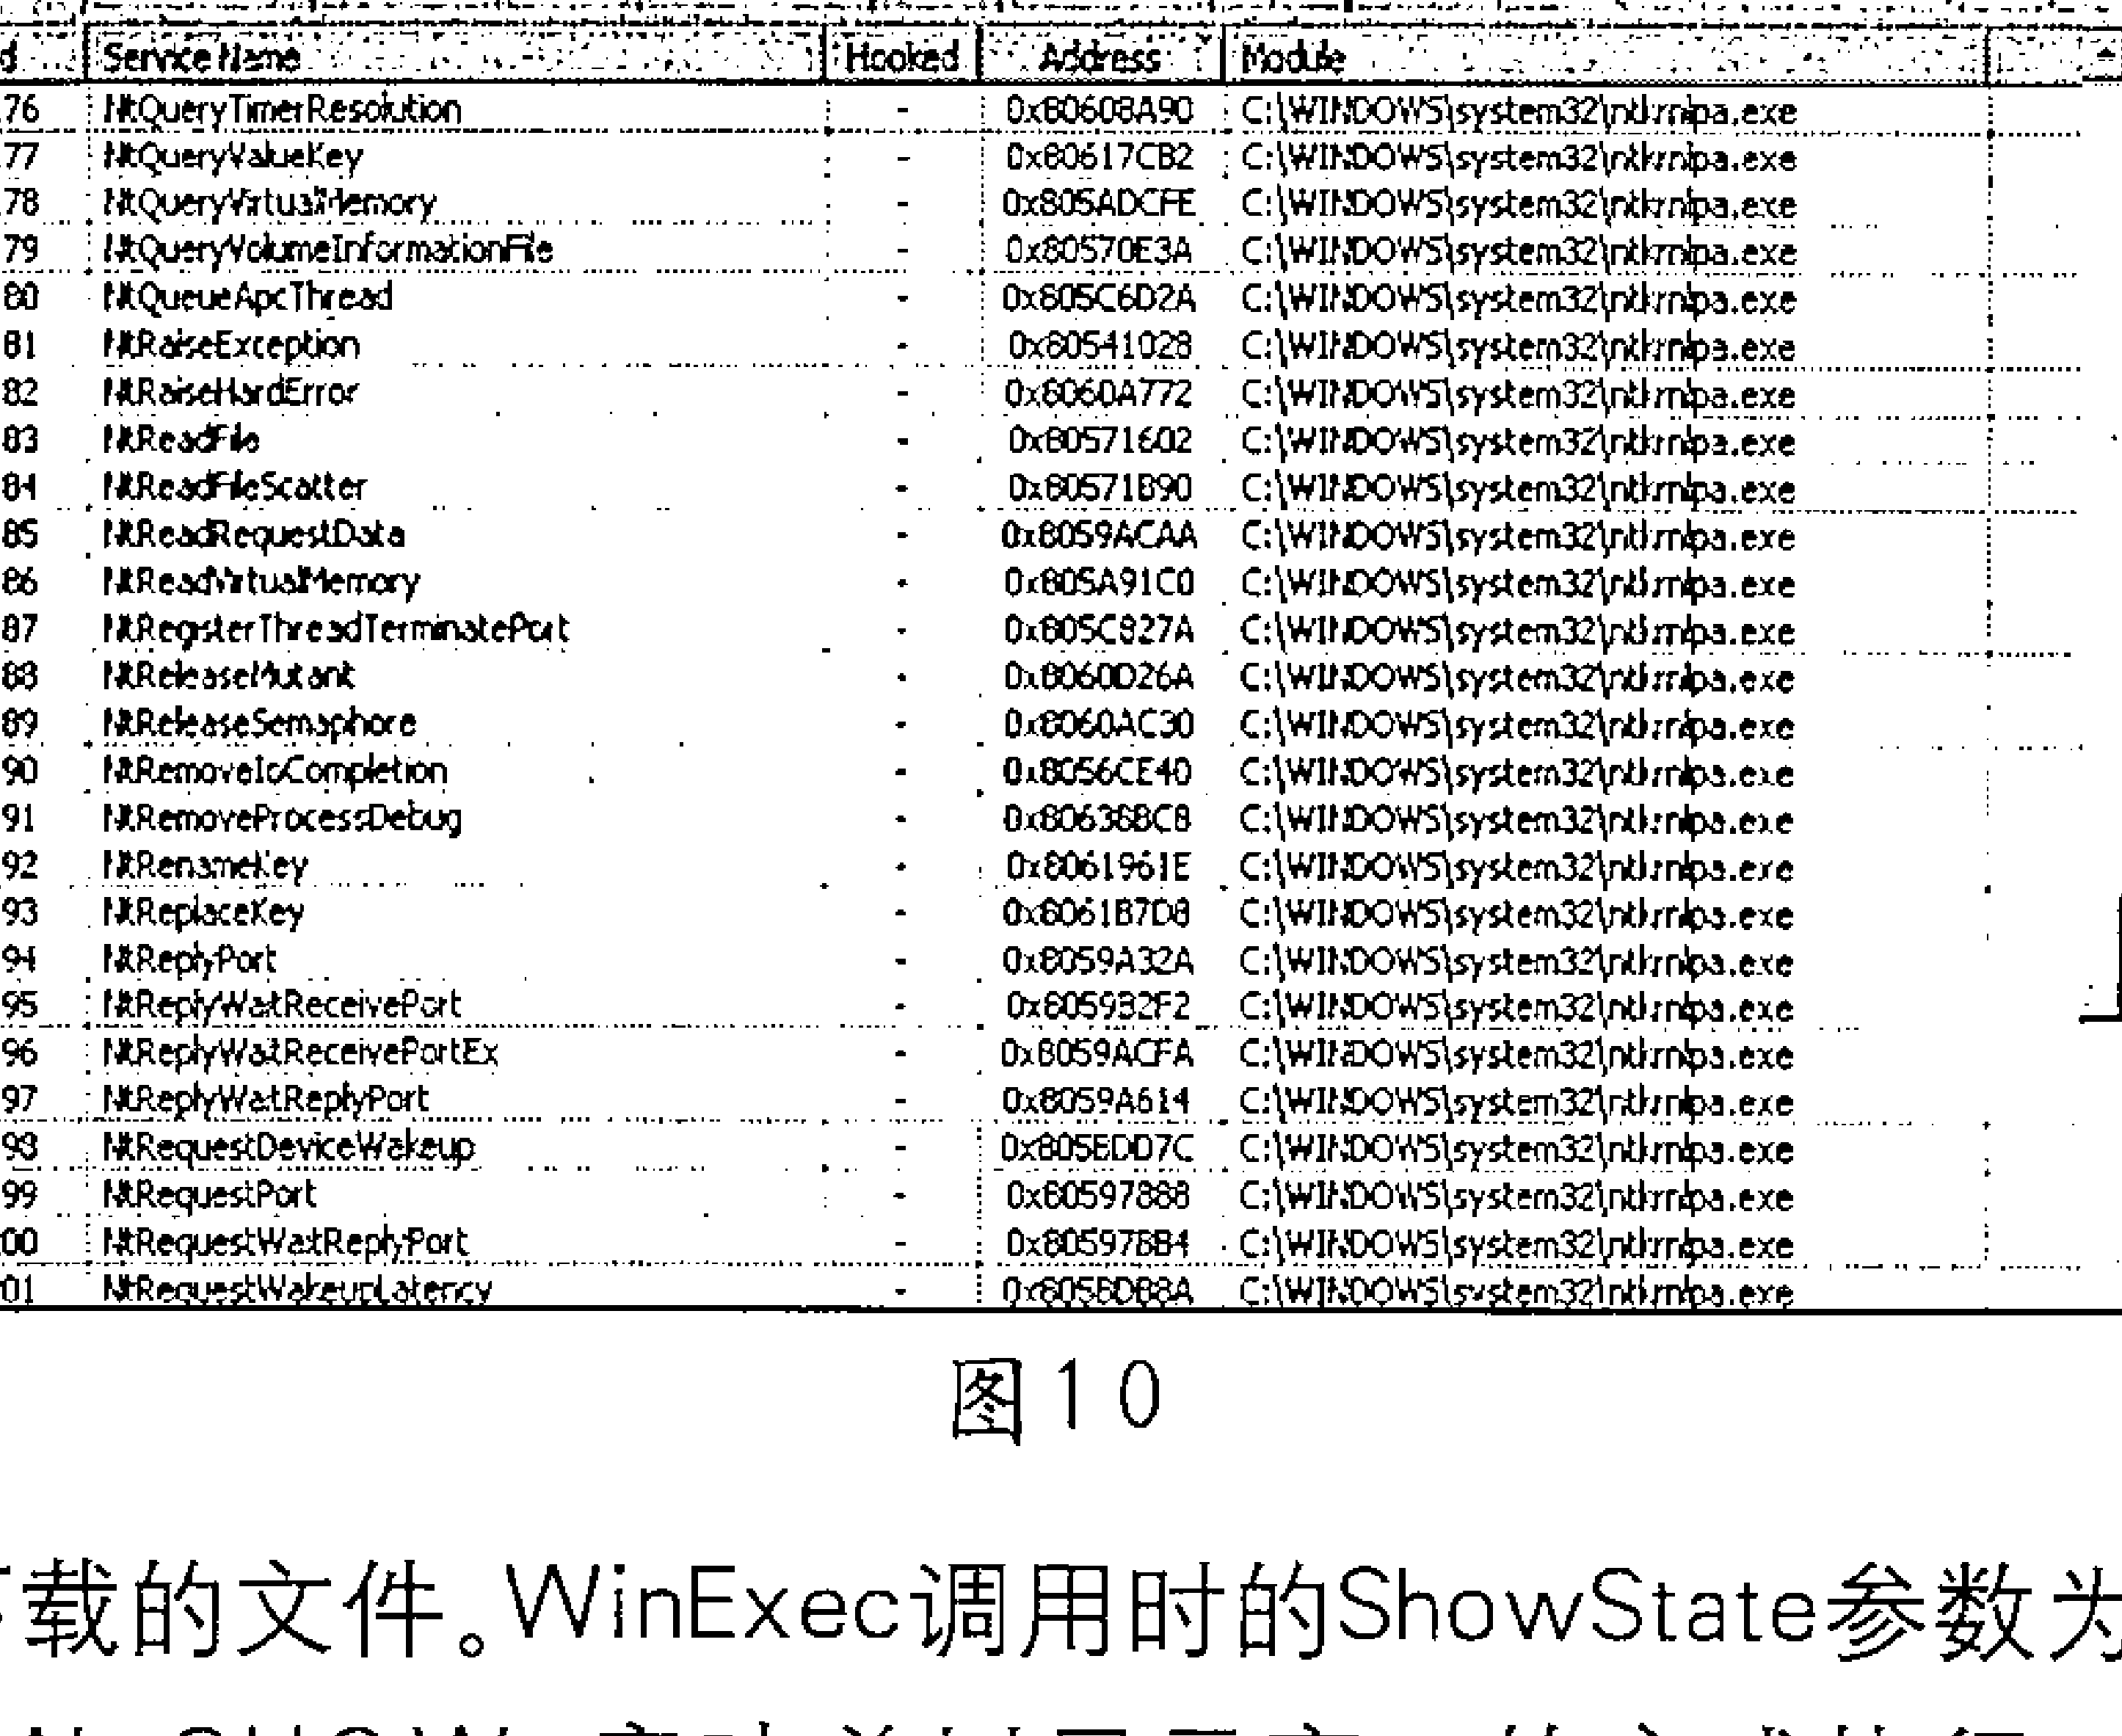 d Service Name Hooked Address Module
76 NtQueryTimerResolution - 0x80608A90 C:\WINDOWS\system32\ntkrnlpa.exe
77 NtQueryValueKey - 0x80617CB2 C:\WINDOWS\system32\ntkrnlpa.exe
78 NtQueryVirtualMemory - 0x805ADCFE C:\WINDOWS\system32\ntkrnlpa.exe
79 NtQueryVolumeInformationFile - 0x80570E3A C:\WINDOWS\system32\ntkrnlpa.exe
80 NtQueueApcThread - 0x805C6D2A C:\WINDOWS\system32\ntkrnlpa.exe
81 NtRaiseException - 0x80541028 C:\WINDOWS\system32\ntkrnlpa.exe
82 NtRaiseHardError - 0x8060A772 C:\WINDOWS\system32\ntkrnlpa.exe
83 NtReadFile - 0x80571602 C:\WINDOWS\system32\ntkrnlpa.exe
84 NtReadFileScatter - 0x80571B90 C:\WINDOWS\system32\ntkrnlpa.exe
85 NtReadRequestData - 0x8059ACAA C:\WINDOWS\system32\ntkrnlpa.exe
86 NtReadVirtualMemory - 0x805A91C0 C:\WINDOWS\system32\ntkrnlpa.exe
87 NtRegisterThreadTerminatePort - 0x805C827A C:\WINDOWS\system32\ntkrnlpa.exe
88 NtReleaseMutant - 0x8060D26A C:\WINDOWS\system32\ntkrnlpa.exe
89 NtReleaseSemaphore - 0x8060AC30 C:\WINDOWS\system32\ntkrnlpa.exe
90 NtRemoveIoCompletion - 0x8056CE40 C:\WINDOWS\system32\ntkrnlpa.exe
91 NtRemoveProcessDebug - 0x80638BC8 C:\WINDOWS\system32\ntkrnlpa.exe
92 NtRenameKey - 0x8061961E C:\WINDOWS\system32\ntkrnlpa.exe
93 NtReplaceKey - 0x8061B7D8 C:\WINDOWS\system32\ntkrnlpa.exe
94 NtReplyPort - 0x8059A32A C:\WINDOWS\system32\ntkrnlpa.exe
95 NtReplyWaitReceivePort - 0x8059B2F2 C:\WINDOWS\system32\ntkrnlpa.exe
96 NtReplyWaitReceivePortEx - 0x8059ACFA C:\WINDOWS\system32\ntkrnlpa.exe
97 NtReplyWaitReplyPort - 0x8059A614 C:\WINDOWS\system32\ntkrnlpa.exe
98 NtRequestDeviceWakeup - 0x805BDD7C C:\WINDOWS\system32\ntkrnlpa.exe
99 NtRequestPort - 0x80597888 C:\WINDOWS\system32\ntkrnlpa.exe
00 NtRequestWaitReplyPort - 0x80597BB4 C:\WINDOWS\system32\ntkrnlpa.exe
01 NtRequestWakeupLatency - 0x805BDB8A C:\WINDOWS\system32\ntkrnlpa.exe
图10
载的文件。WinExec调用时的ShowState参数为